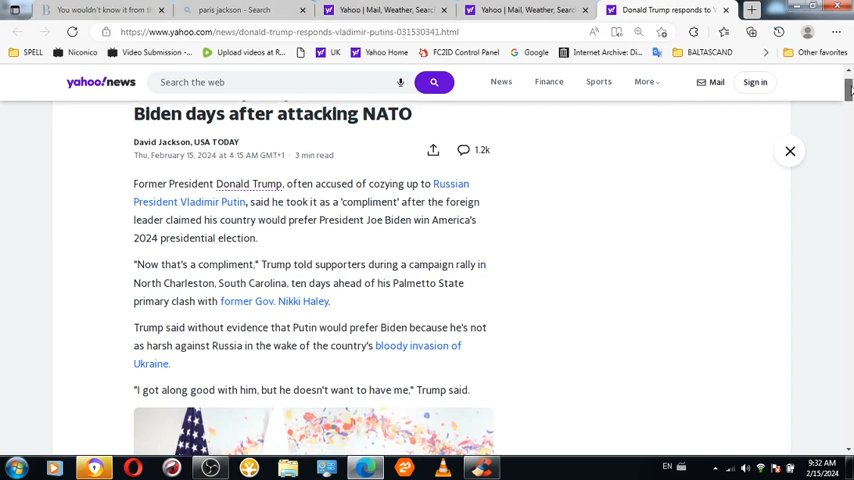 You wouldn't know it from th
paris jackson - Search
Yahoo | Mail, Weather, Searc
Yahoo | Mail, Weather, Searc
Donald Trump responds to V
https://www.yahoo.com/news/donald-trump-responds-vladimir-putins-031530341.html
SPELL
Niconico
Video Submission -...
Upload videos at R...
UK
Yahoo Home
FC2ID Control Panel
Google
Internet Archive: Di...
BALTASCAND
Other favorites
yahoo!news
Search the web
News
Finance
Sports
More
Mail
Sign in
Biden days after attacking NATO
David Jackson, USA TODAY
Thu, February 15, 2024 at 4:15 AM GMT+1 · 3 min read
1.2k
Former President Donald Trump, often accused of cozying up to Russian
President Vladimir Putin, said he took it as a 'compliment' after the foreign
leader claimed his country would prefer President Joe Biden win America's
2024 presidential election.
"Now that's a compliment," Trump told supporters during a campaign rally in
North Charleston, South Carolina, ten days ahead of his Palmetto State
primary clash with former Gov. Nikki Haley.
Trump said without evidence that Putin would prefer Biden because he's not
as harsh against Russia in the wake of the country's bloody invasion of
Ukraine.
"I got along good with him, but he doesn't want to have me," Trump said.
EN
9:32 AM
2/15/2024